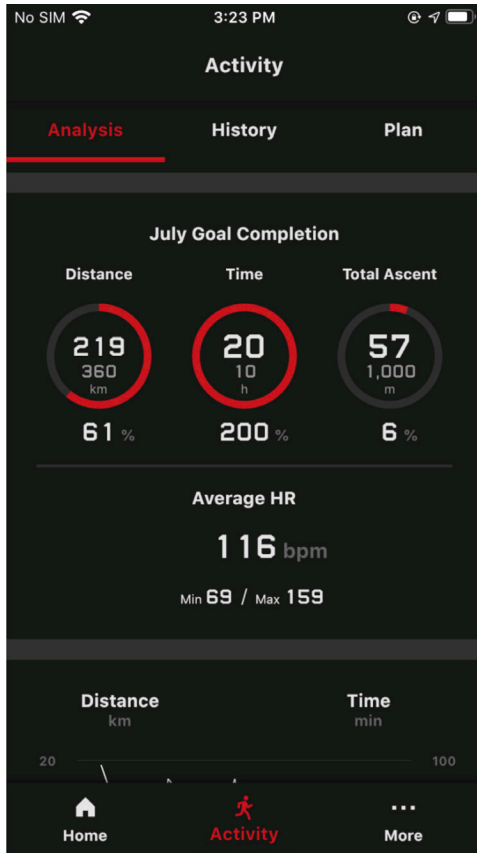 No SIM 3:23 PM
Activity
Analysis History Plan
July Goal Completion
Distance Time Total Ascent
219 20 57
360 10 1,000
km h m
61 % 200 % 6 %
Average HR
116 bpm
Min 69 / Max 159
Distance Time
km min
20 100
Home Activity More